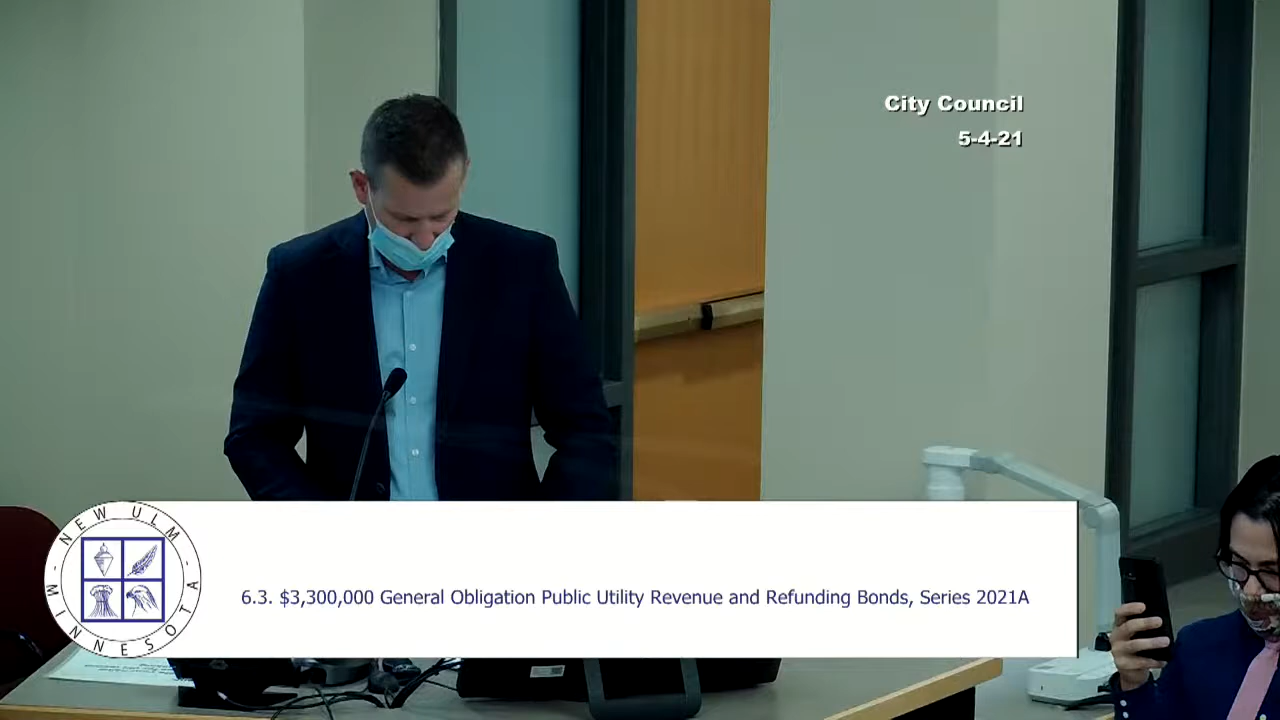 City Council
5-4-21
NEW ULM
MINNESOTA
6.3. $3,300,000 General Obligation Public Utility Revenue and Refunding Bonds, Series 2021A